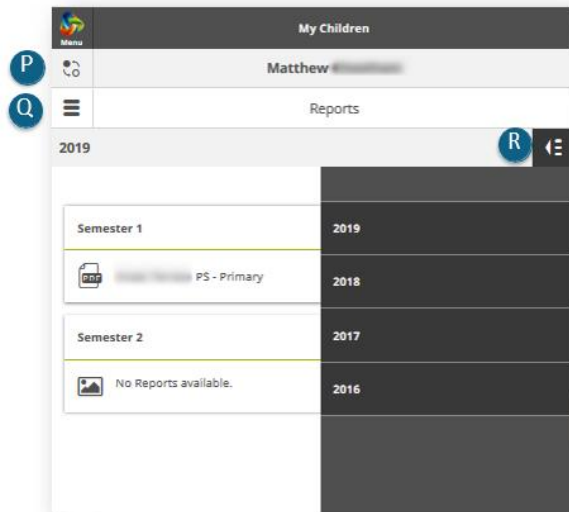 Menu
My Children
P
Matthew
Q
Reports
2019
R
Semester 1
PDF
PS - Primary
Semester 2
No Reports available.
2019
2018
2017
2016